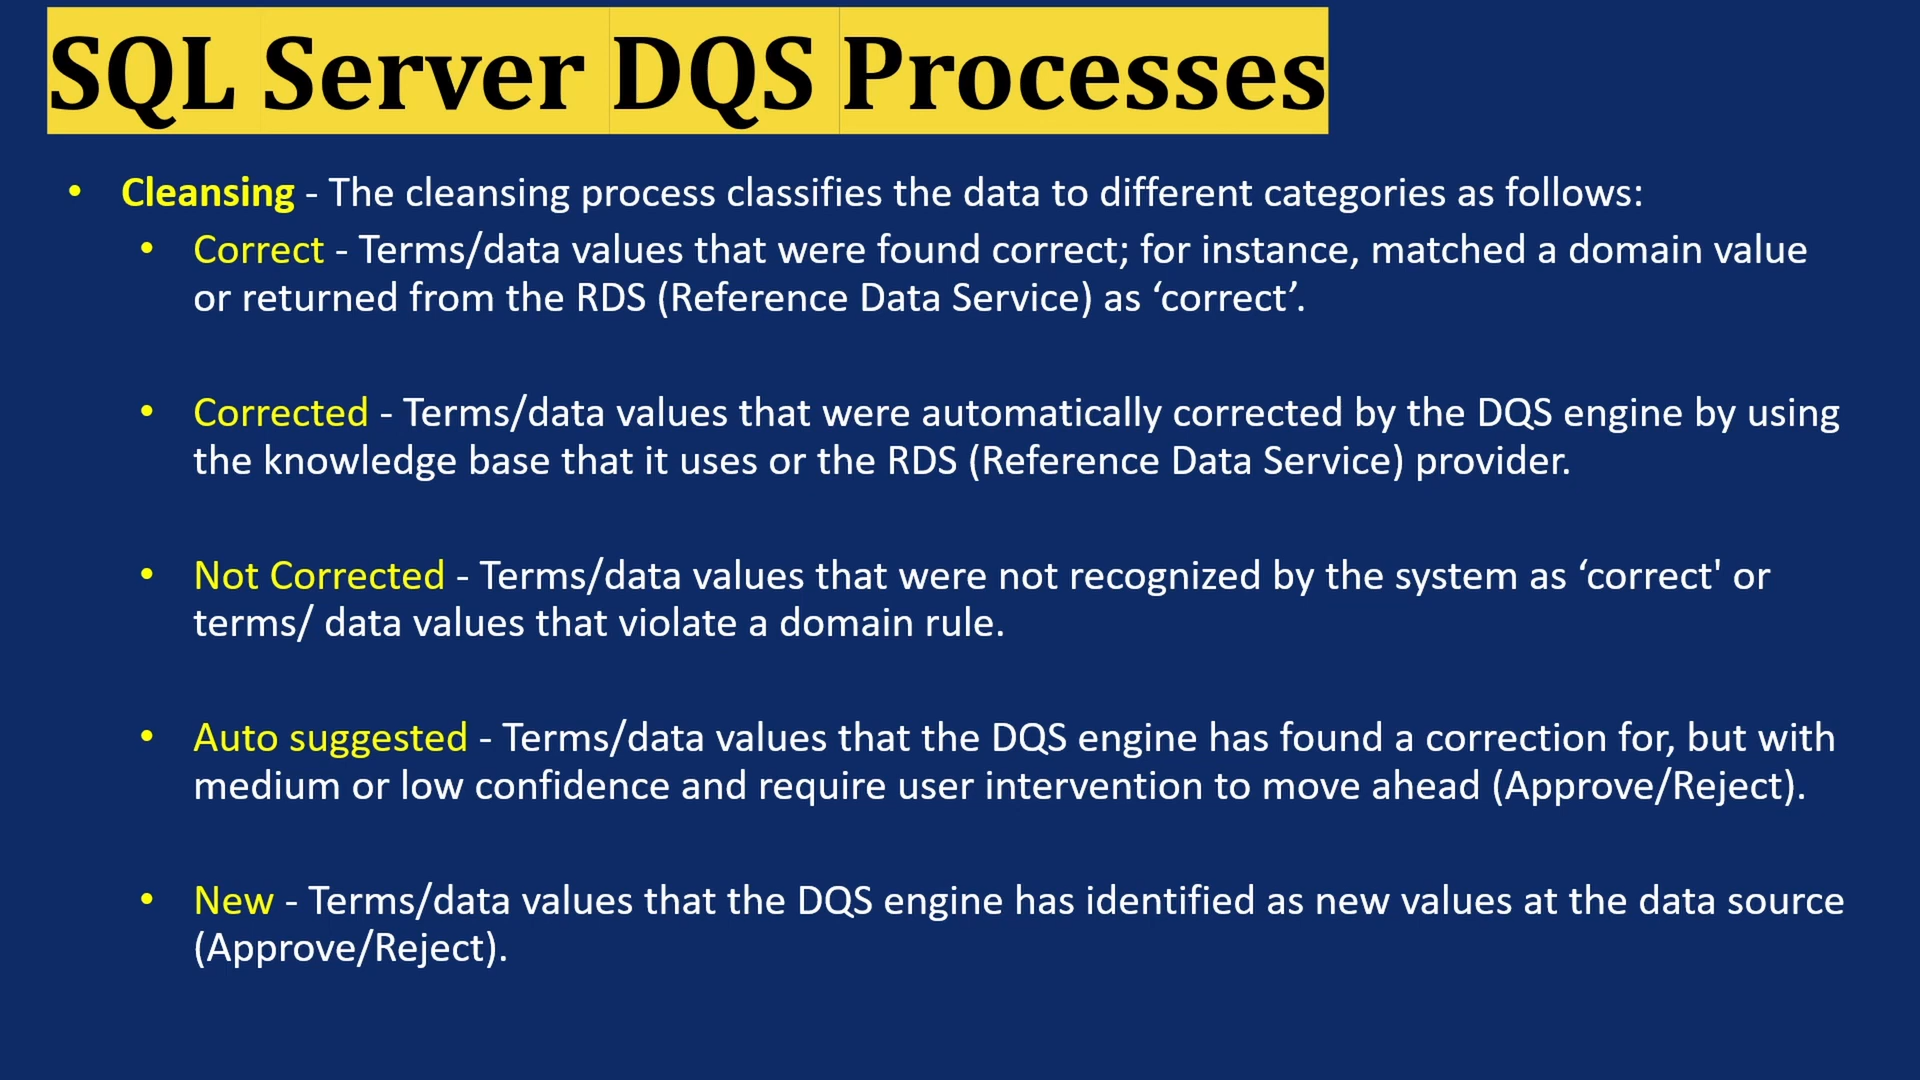 SQL Server DQS Processes
• Cleansing - The cleansing process classifies the data to different categories as follows:
• Correct - Terms/data values that were found correct; for instance, matched a domain value
or returned from the RDS (Reference Data Service) as ‘correct’.
• Corrected - Terms/data values that were automatically corrected by the DQS engine by using
the knowledge base that it uses or the RDS (Reference Data Service) provider.
• Not Corrected - Terms/data values that were not recognized by the system as ‘correct' or
terms/ data values that violate a domain rule.
• Auto suggested - Terms/data values that the DQS engine has found a correction for, but with
medium or low confidence and require user intervention to move ahead (Approve/Reject).
• New - Terms/data values that the DQS engine has identified as new values at the data source
(Approve/Reject).